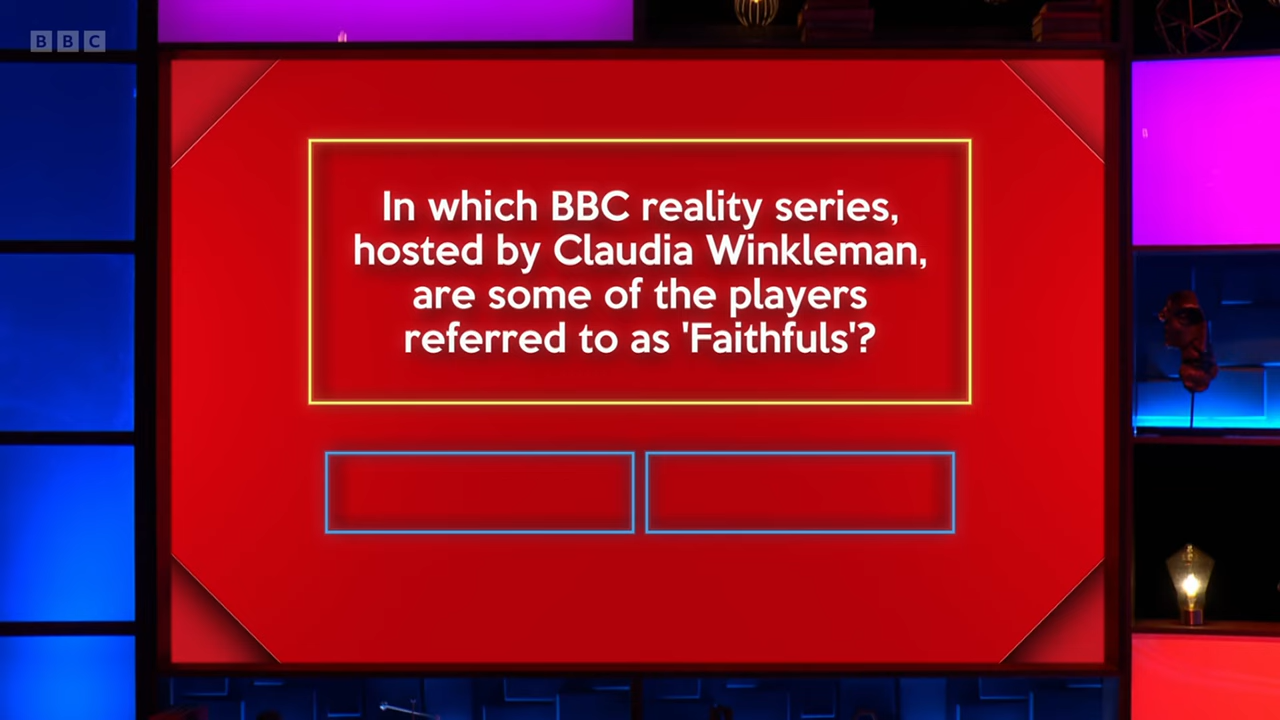 BBC
In which BBC reality series,
hosted by Claudia Winkleman,
are some of the players
referred to as 'Faithfuls'?